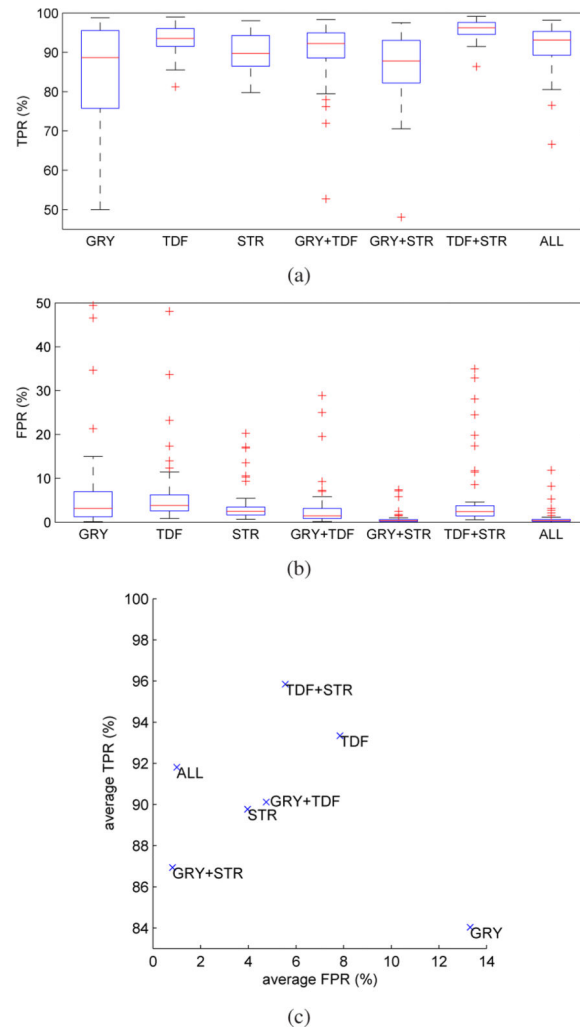 100
90
80
70
60
50
TPR (%)
GRY TDF STR GRY+TDF GRY+STR TDF+STR ALL
(a)
50
40
30
20
10
0
FPR (%)
GRY TDF STR GRY+TDF GRY+STR TDF+STR ALL
(b)
100
98
96
94
92
90
88
86
84
average TPR (%)
TDF+STR
TDF
ALL
GRY+TDF
STR
GRY+STR
GRY
0 2 4 6 8 10 12 14
average FPR (%)
(c)